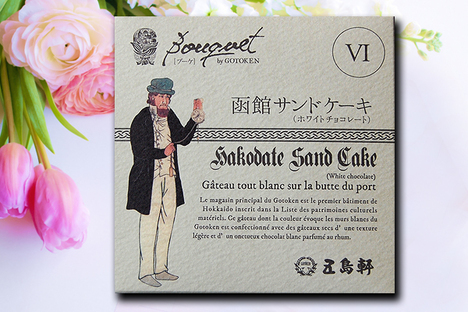 Bouquet
[ブーケ] by GOTOKEN
VI
函館サンドケーキ
(ホワイトチョコレート)
Hakodate Sand Cake
(White chocolate)
Gâteau tout blanc sur la butte du port
Le magasin principal du Gotoken est le premier bâtiment de
Hokkaido inscrit dans la Liste des patrimoines culturels
matériels. Ce gâteau dont la couleur évoque les murs blancs du
Gotoken est confectionné avec des gâteaux secs d' une texture
légère et d' un onctueux chocolat blanc parfumé au rhum.
五島軒